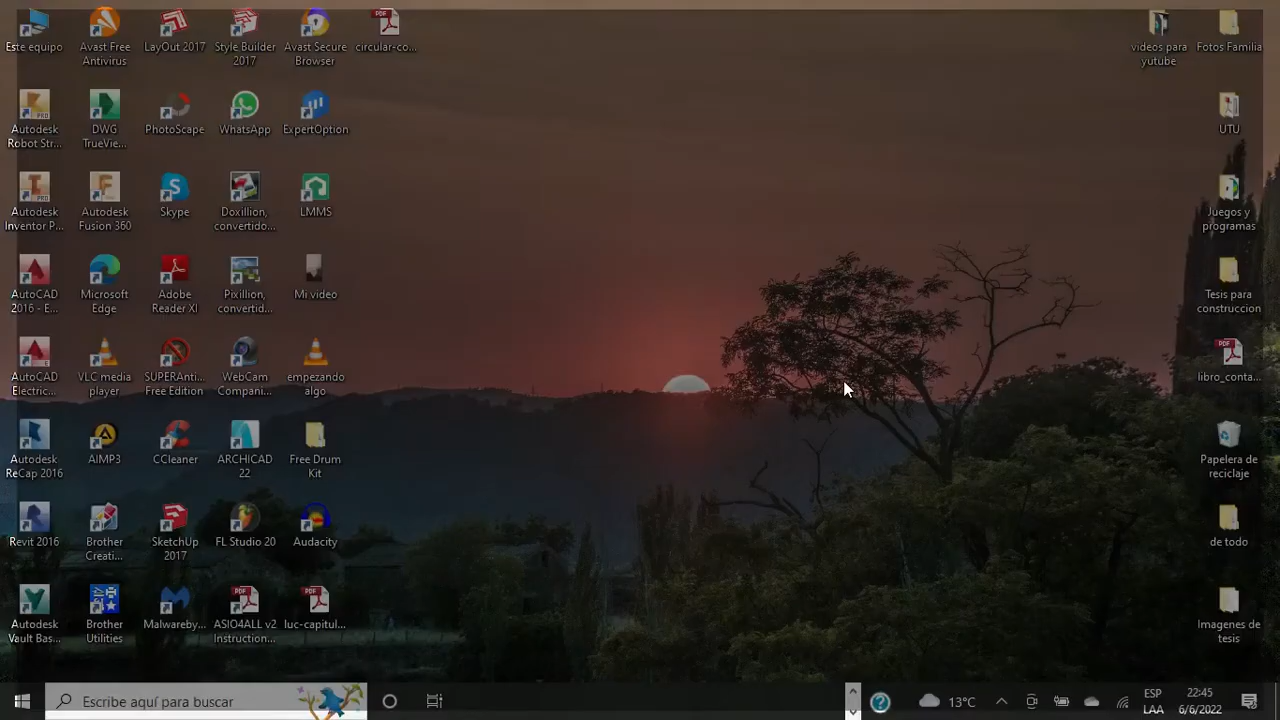 Este equipo
Avast Free
Antivirus
LayOut 2017
Style Builder
2017
Avast Secure
Browser
circular-co...
videos para
yutube
Fotos Familia
Autodesk
Robot Str...
DWG
TrueVie...
PhotoScape
WhatsApp
ExpertOption
UTU
Autodesk
Inventor P...
Autodesk
Fusion 360
Skype
Doxillion,
convertido...
LMMS
Juegos y
programas
AutoCAD
2016 - E...
Microsoft
Edge
Adobe
Reader XI
Pixillion,
convertid...
Mi video
Tesis para
construccion
AutoCAD
Electric...
VLC media
player
SUPERAnti...
Free Edition
WebCam
Compani...
empezando
algo
libro_conta...
Autodesk
ReCap 2016
AIMP3
CCleaner
ARCHICAD
22
Free Drum
Kit
Papelera de
reciclaje
Revit 2016
Brother
Creati...
SketchUp
2017
FL Studio 20
Audacity
de todo
Autodesk
Vault Bas...
Brother
Utilities
Malwareby...
ASIO4ALL v2
Instruction...
luc-capitul...
Imagenes de
tesis
Escribe aquí para buscar
13°C
ESP
LAA
22:45
6/6/2022